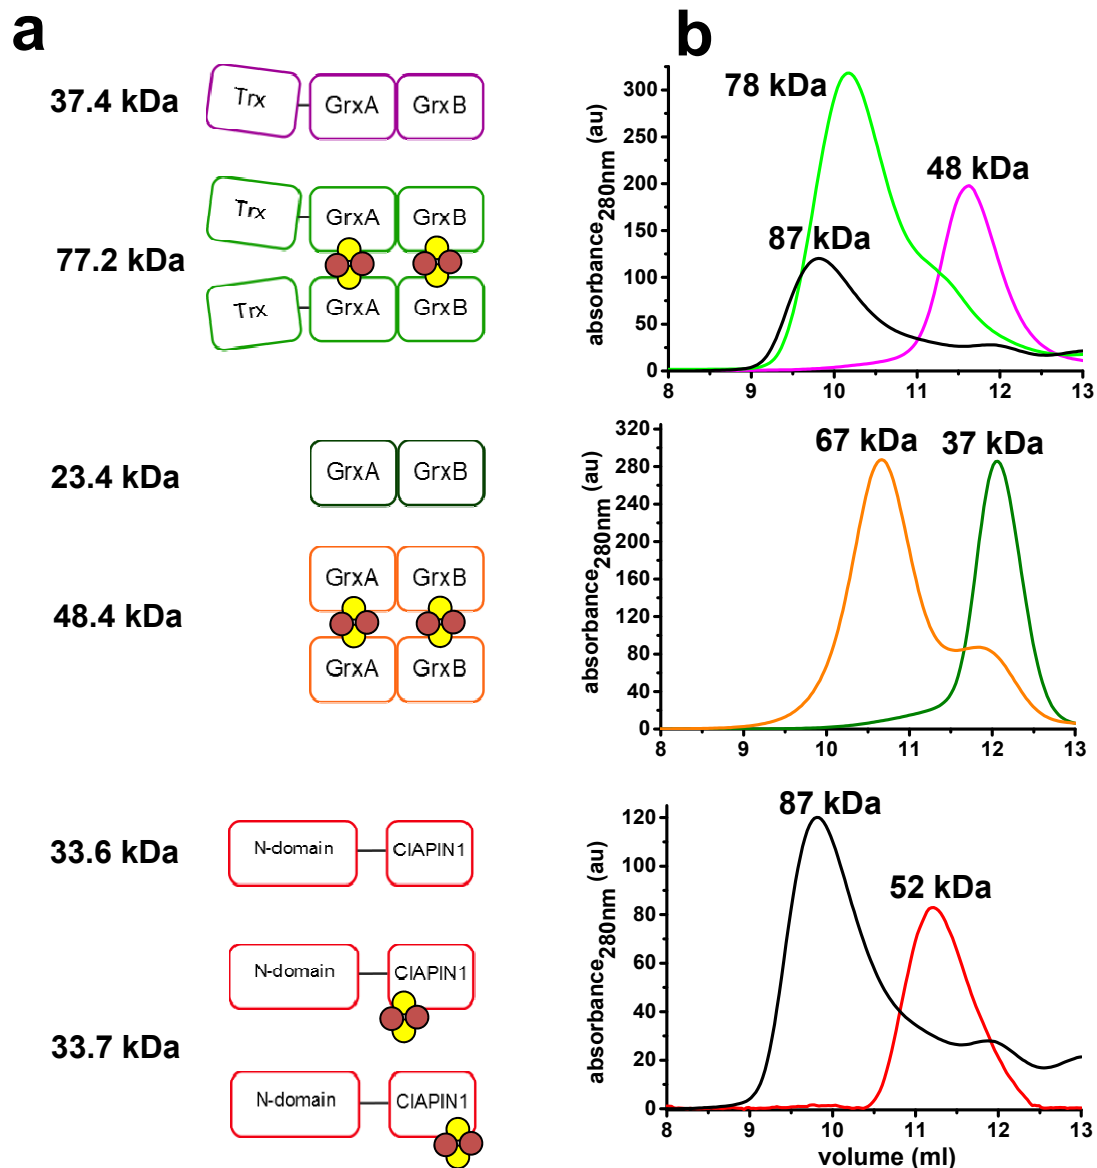 a
37.4 kDa
Trx GrxA GrxB
77.2 kDa
Trx GrxA GrxB
Trx GrxA GrxB
23.4 kDa
GrxA GrxB
48.4 kDa
GrxA GrxB
GrxA GrxB
33.6 kDa
N-domain CIAPIN1
33.7 kDa
N-domain CIAPIN1
N-domain CIAPIN1
b
absorbance280nm (au)
300
250
200
150
100
50
0
78 kDa
48 kDa
87 kDa
8 9 10 11 12 13
absorbance280nm (au)
320
280
240
200
160
120
80
40
0
67 kDa 37 kDa
8 9 10 11 12 13
absorbance280nm (au)
120
100
80
60
40
20
0
87 kDa
52 kDa
8 9 10 11 12 13
volume (ml)